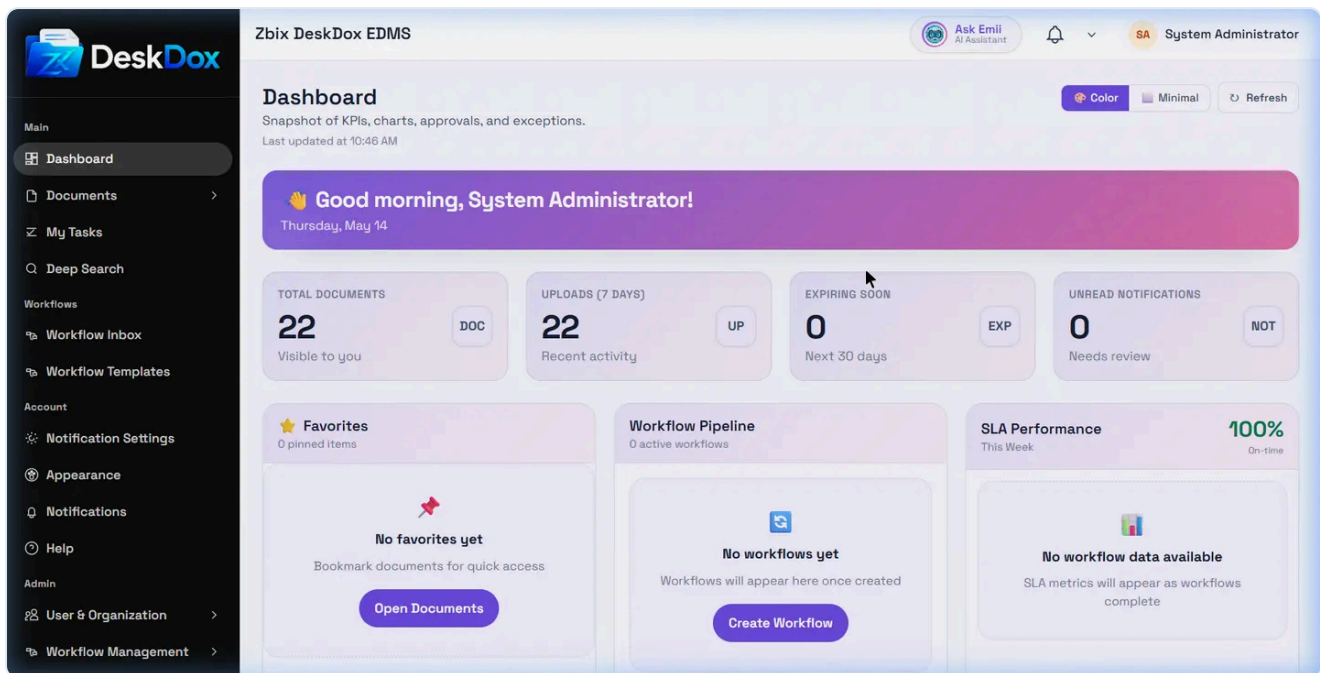 DeskDox
Main
Dashboard
Documents
My Tasks
Deep Search
Workflows
Workflow Inbox
Workflow Templates
Account
Notification Settings
Appearance
Notifications
Help
Admin
User & Organization
Workflow Management
Zbix DeskDox EDMS
Ask Emii
AI Assistant
SA
System Administrator
Dashboard
Snapshot of KPIs, charts, approvals, and exceptions.
Last updated at 10:46 AM
Color
Minimal
Refresh
👋 Good morning, System Administrator!
Thursday, May 14
TOTAL DOCUMENTS
22
DOC
Visible to you
UPLOADS (7 DAYS)
22
UP
Recent activity
EXPIRING SOON
0
EXP
Next 30 days
UNREAD NOTIFICATIONS
0
NOT
Needs review
Favorites
0 pinned items
No favorites yet
Bookmark documents for quick access
Open Documents
Workflow Pipeline
0 active workflows
No workflows yet
Workflows will appear here once created
Create Workflow
SLA Performance
This Week
100%
On-time
No workflow data available
SLA metrics will appear as workflows
complete